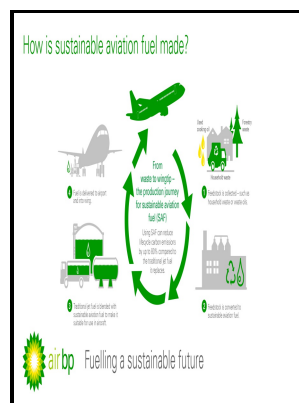 How is sustainable aviation fuel made?
Used
cooking oil
Forestry
waste
Household waste
From
waste to wingtip –
the production journey
for sustainable aviation
fuel (SAF)
Using SAF can reduce
lifecycle carbon emissions
by up to 80% compared to
the traditional jet fuel
it replaces.
1 Feedstock is collected – such as
household waste or waste oils.
2 Feedstock is converted to
sustainable aviation fuel.
3 Traditional jet fuel is blended with
sustainable aviation fuel to make it
suitable for use in aircraft.
4 Fuel is delivered to airport
and into wing.
air bp Fuelling a sustainable future